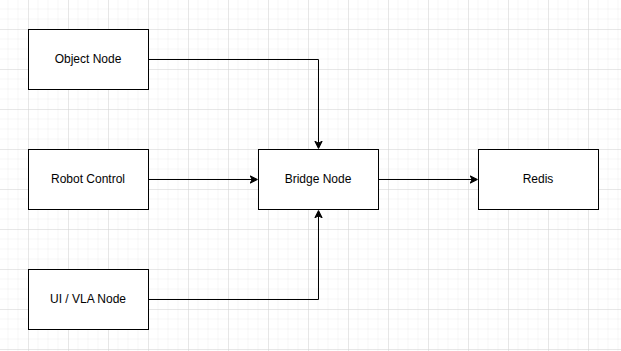 Object Node
Robot Control
Bridge Node
Redis
UI / VLA Node